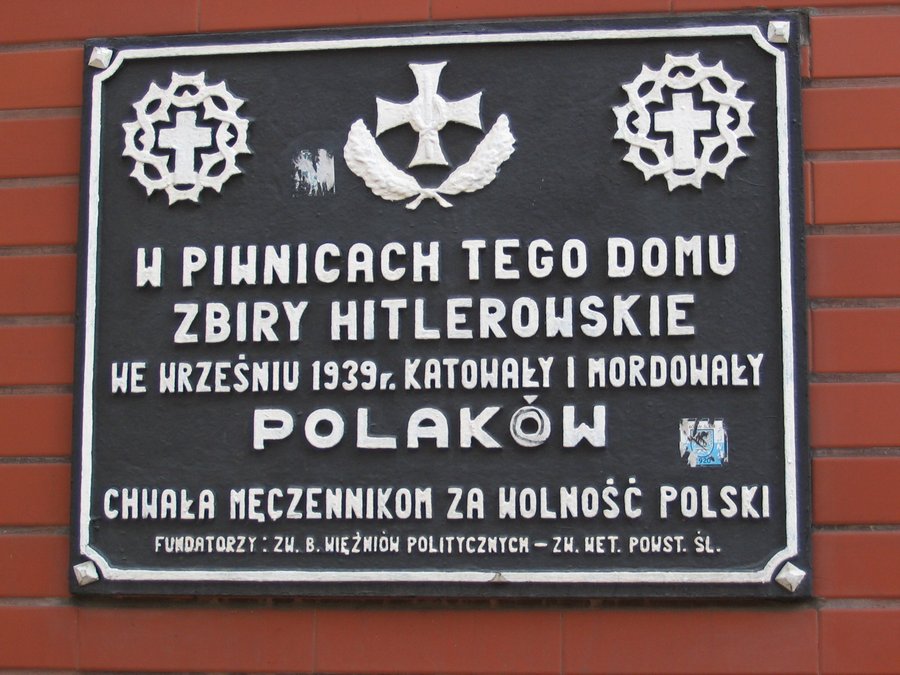 W PIWNICACH TEGO DOMU
ZBIRY HITLEROWSKIE
WE WRZEŚNIU 1939r. KATOWAŁY I MORDOWAŁY
POLAKÓW
CHWAŁA MĘCZENNIKOM ZA WOLNOŚĆ POLSKI
FUNDATORZY: ZW. B. WIĘŹNIÓW POLITYCZNYCH – ZW. WET. POWST. ŚL.